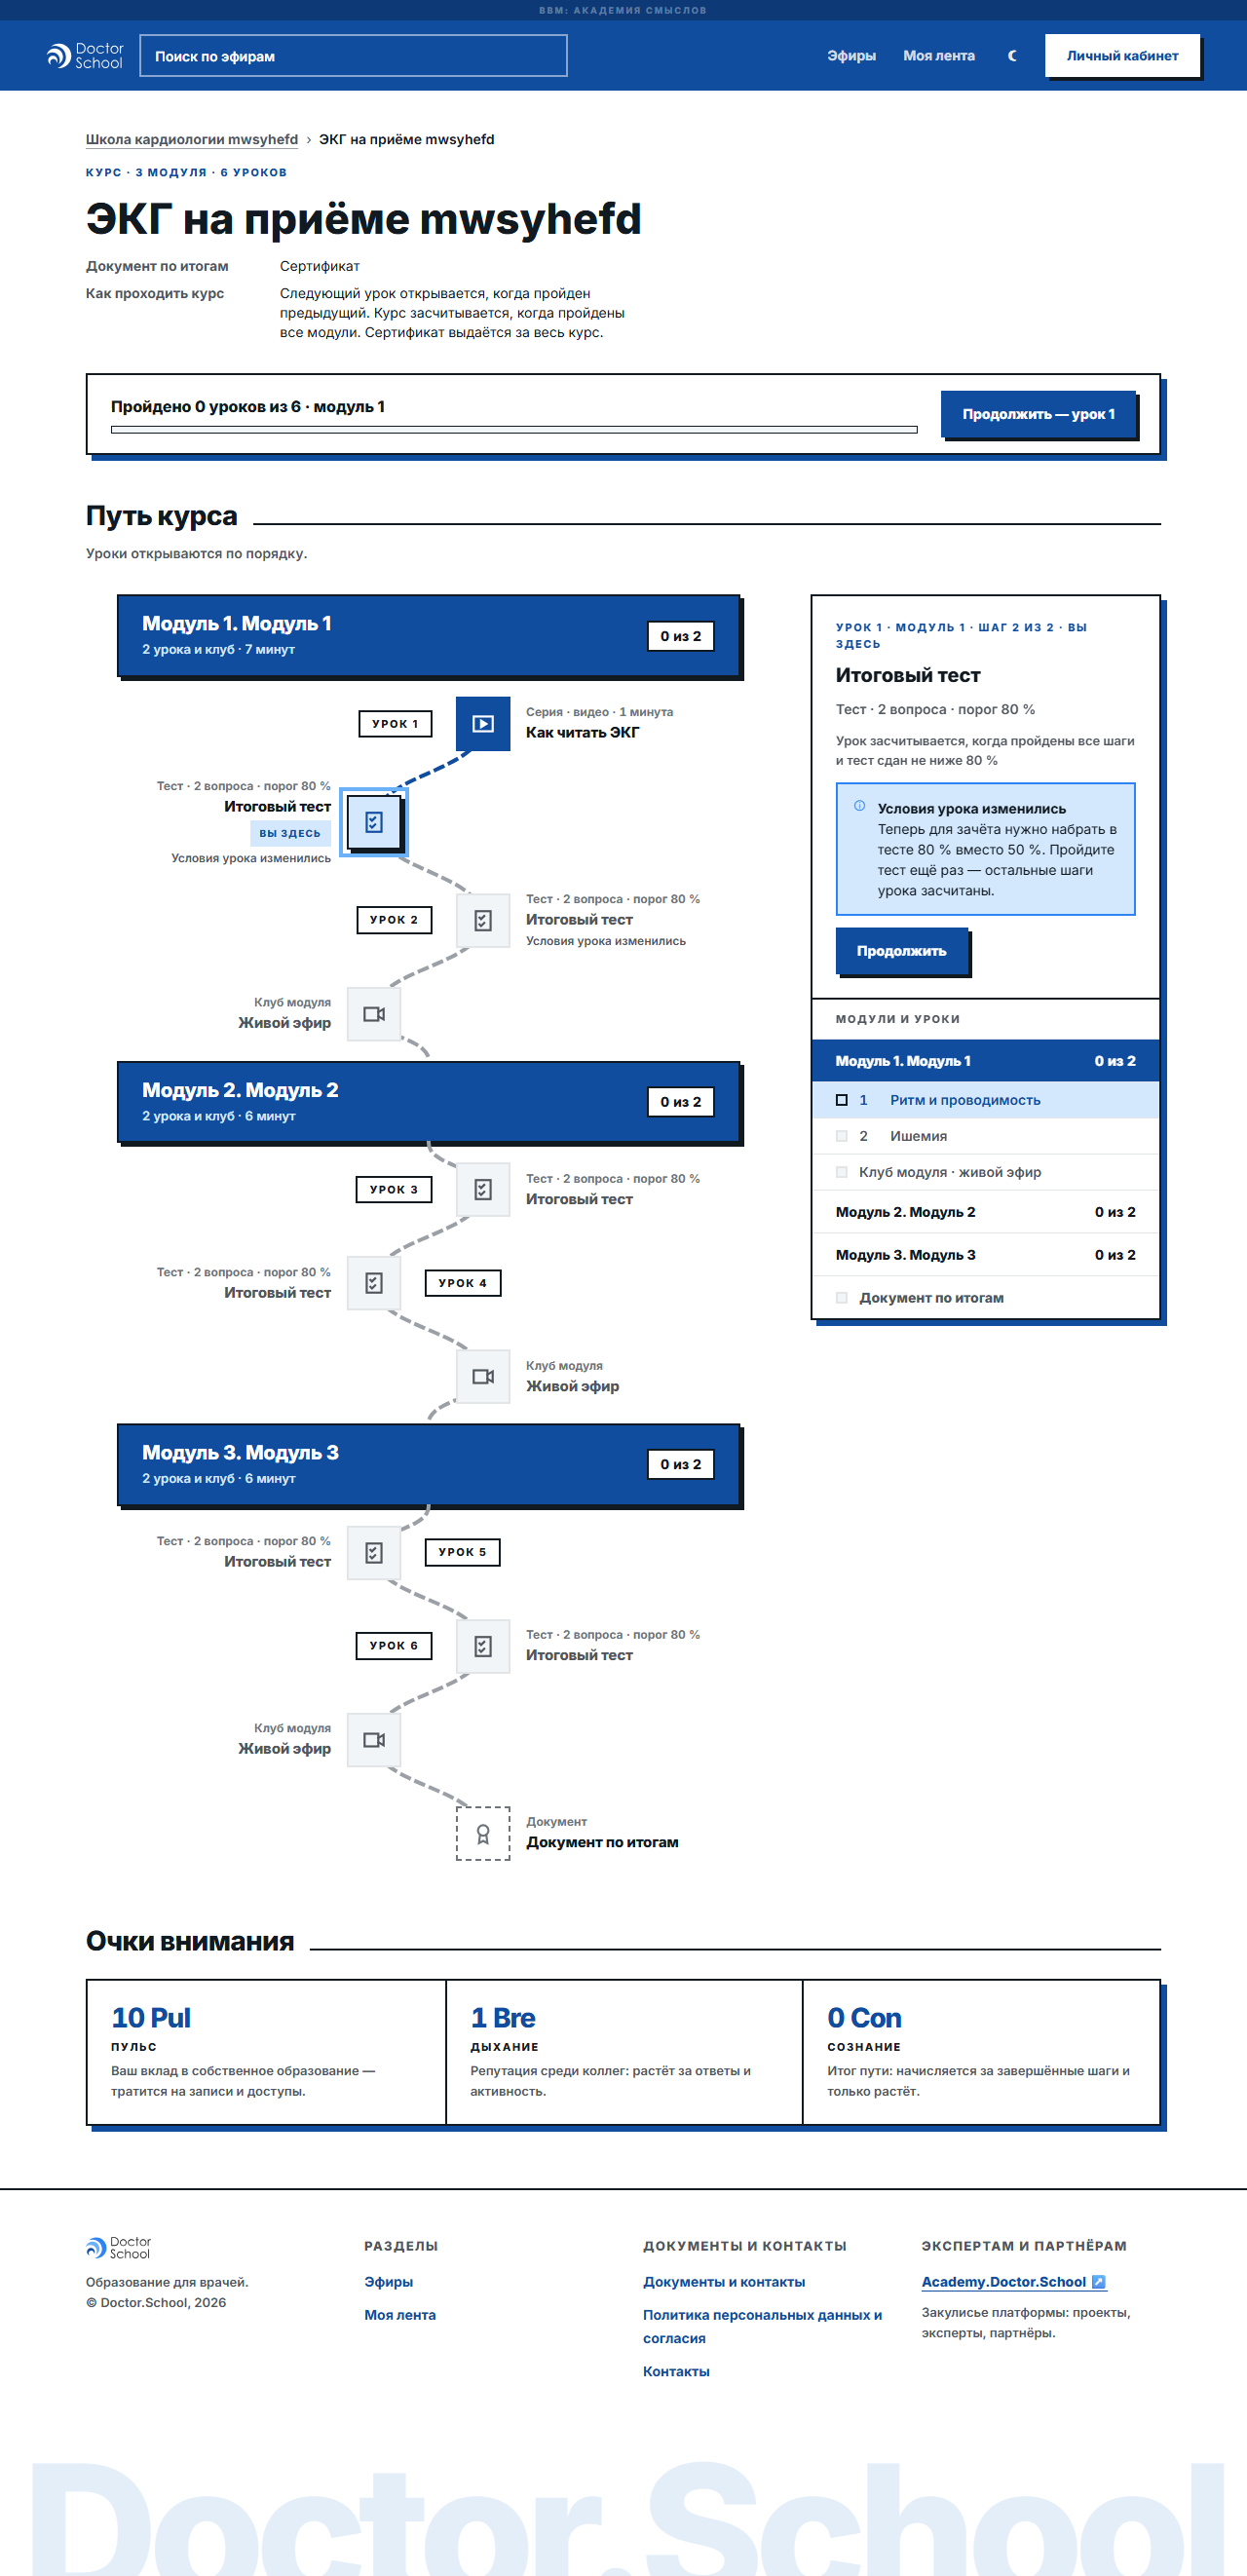 ВВМ: АКАДЕМИЯ СМЫСЛОВ
Doctor School
Поиск по эфирам
Эфиры
Моя лента
Личный кабинет
Школа кардиологии mwsyhefd › ЭКГ на приёме mwsyhefd
КУРС · 3 МОДУЛЯ · 6 УРОКОВ
ЭКГ на приёме mwsyhefd
Документ по итогам
Сертификат
Как проходить курс
Следующий урок открывается, когда пройден
предыдущий. Курс засчитывается, когда пройдены
все модули. Сертификат выдаётся за весь курс.
Пройдено 0 уроков из 6 · модуль 1
Продолжить — урок 1
Путь курса
Уроки открываются по порядку.
Модуль 1. Модуль 1
2 урока и клуб · 7 минут
0 из 2
УРОК 1
Серия · видео · 1 минута
Как читать ЭКГ
Тест · 2 вопроса · порог 80 %
Итоговый тест
ВЫ ЗДЕСЬ
Условия урока изменились
УРОК 2
Тест · 2 вопроса · порог 80 %
Итоговый тест
Условия урока изменились
Клуб модуля
Живой эфир
Модуль 2. Модуль 2
2 урока и клуб · 6 минут
0 из 2
УРОК 3
Тест · 2 вопроса · порог 80 %
Итоговый тест
Тест · 2 вопроса · порог 80 %
Итоговый тест
УРОК 4
Клуб модуля
Живой эфир
Модуль 3. Модуль 3
2 урока и клуб · 6 минут
0 из 2
Тест · 2 вопроса · порог 80 %
Итоговый тест
УРОК 5
УРОК 6
Тест · 2 вопроса · порог 80 %
Итоговый тест
Клуб модуля
Живой эфир
Документ
Документ по итогам
УРОК 1 · МОДУЛЬ 1 · ШАГ 2 ИЗ 2 · ВЫ
ЗДЕСЬ
Итоговый тест
Тест · 2 вопроса · порог 80 %
Урок засчитывается, когда пройдены все шаги
и тест сдан не ниже 80 %
Условия урока изменились
Теперь для зачёта нужно набрать в
тесте 80 % вместо 50 %. Пройдите
тест ещё раз — остальные шаги
урока засчитаны.
Продолжить
МОДУЛИ И УРОКИ
Модуль 1. Модуль 1 0 из 2
1 Ритм и проводимость
2 Ишемия
Клуб модуля · живой эфир
Модуль 2. Модуль 2 0 из 2
Модуль 3. Модуль 3 0 из 2
Документ по итогам
Очки внимания
10 Pul
ПУЛЬС
Ваш вклад в собственное образование —
тратится на записи и доступы.
1 Bre
ДЫХАНИЕ
Репутация среди коллег: растёт за ответы и
активность.
0 Con
СОЗНАНИЕ
Итог пути: начисляется за завершённые шаги и
только растёт.
Doctor School
Образование для врачей.
© Doctor.School, 2026
РАЗДЕЛЫ
Эфиры
Моя лента
ДОКУМЕНТЫ И КОНТАКТЫ
Документы и контакты
Политика персональных данных и
согласия
Контакты
ЭКСПЕРТАМ И ПАРТНЁРАМ
Academy.Doctor.School
Закулисье платформы: проекты,
эксперты, партнёры.
Doctor.School